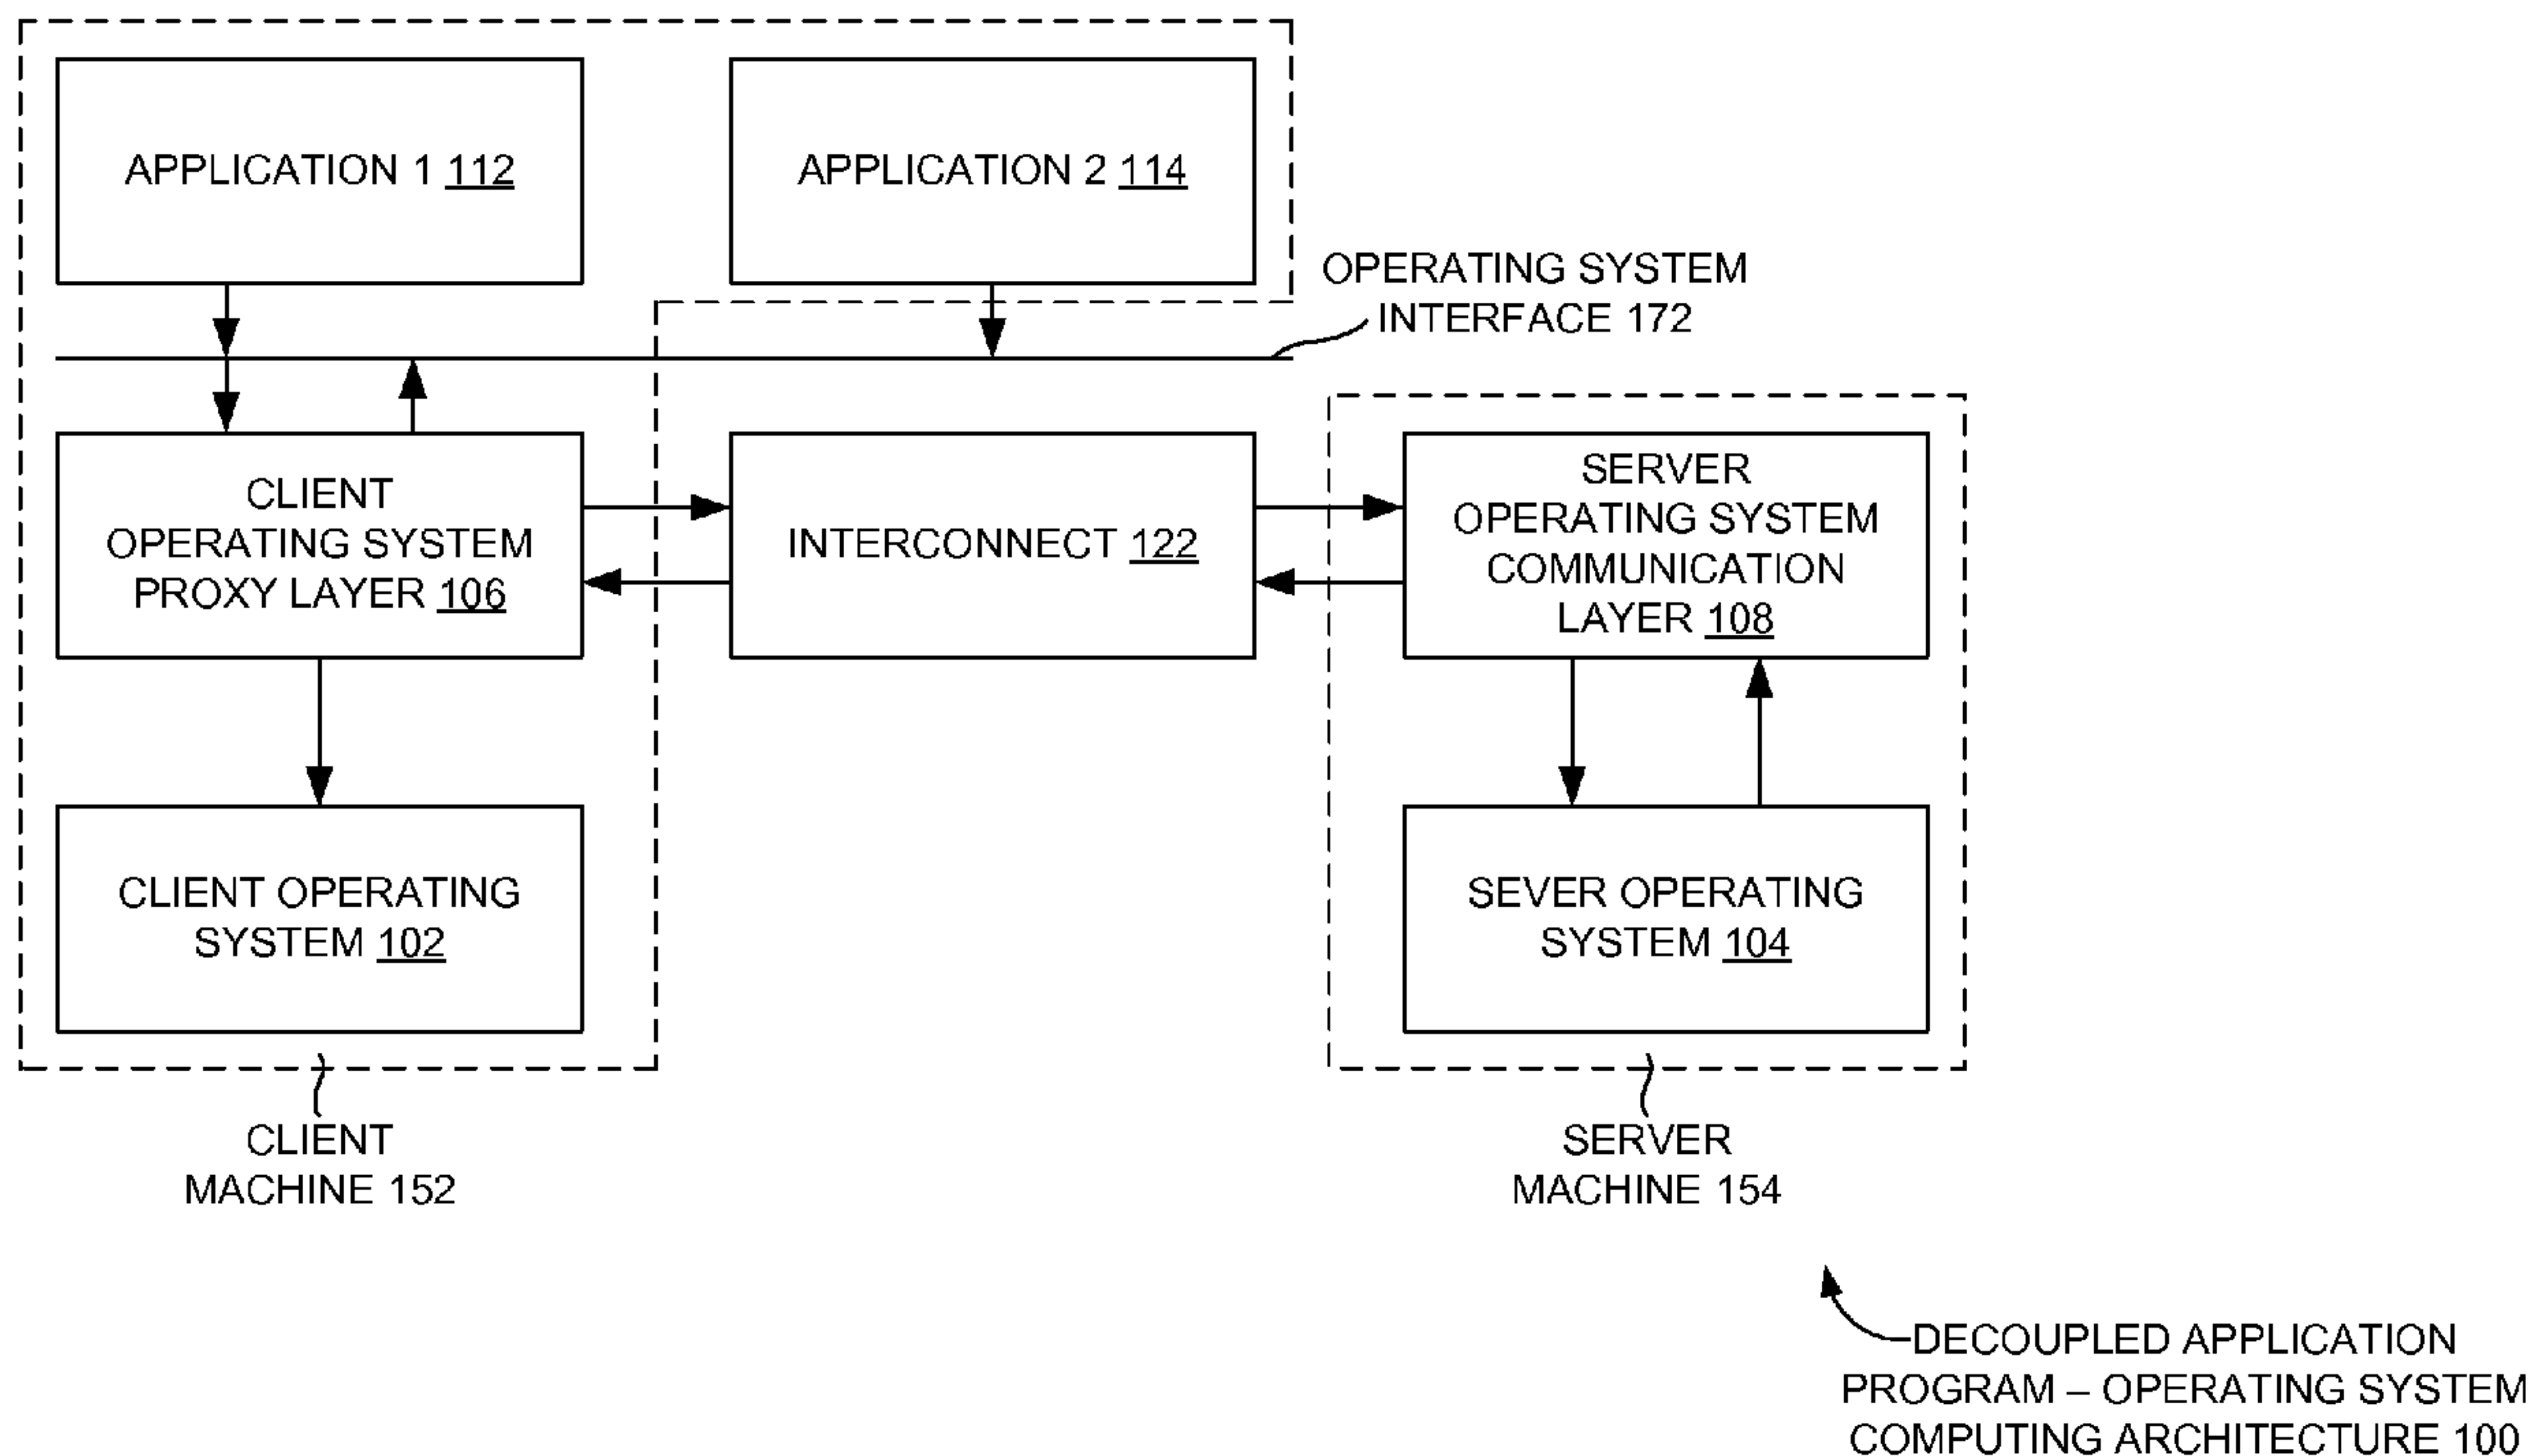 APPLICATION 1 112
APPLICATION 2 114
OPERATING SYSTEM
INTERFACE 172
CLIENT
OPERATING SYSTEM
PROXY LAYER 106
INTERCONNECT 122
SERVER
OPERATING SYSTEM
COMMUNICATION
LAYER 108
CLIENT OPERATING
SYSTEM 102
SEVER OPERATING
SYSTEM 104
CLIENT
MACHINE 152
SERVER
MACHINE 154
DECOUPLED APPLICATION
PROGRAM – OPERATING SYSTEM
COMPUTING ARCHITECTURE 100